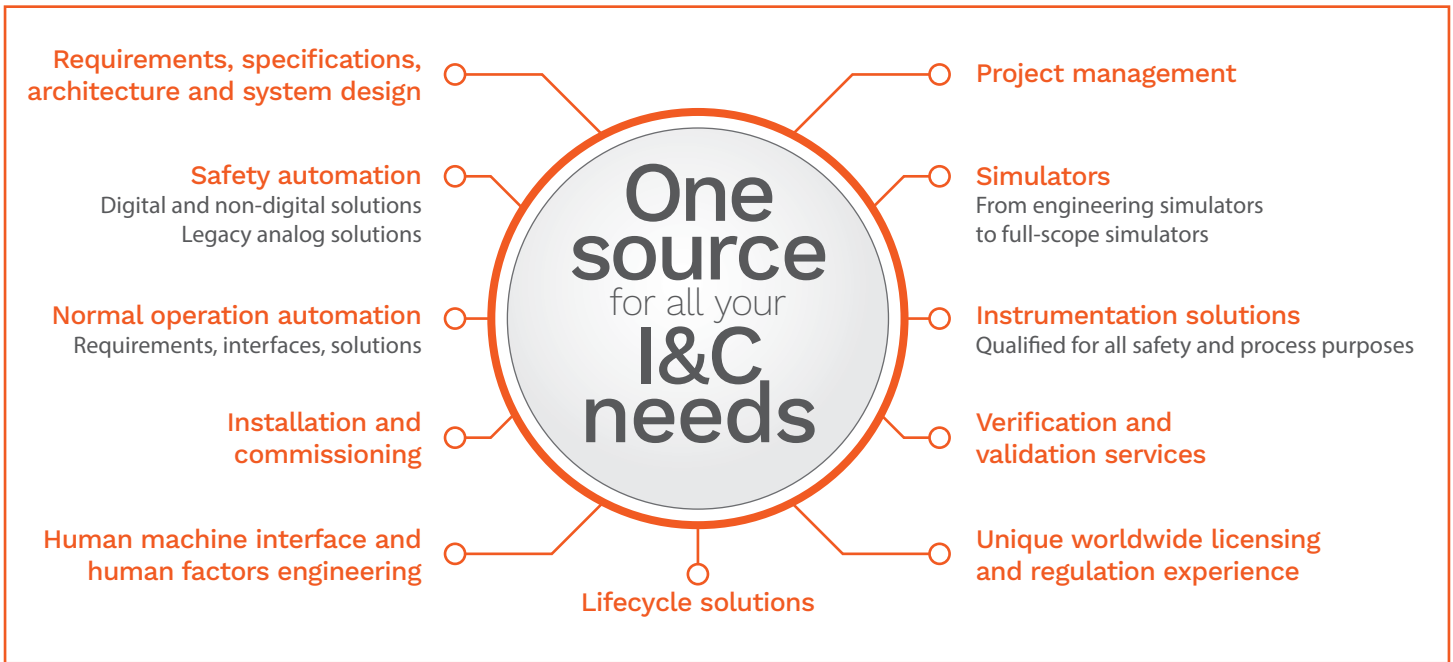 Requirements, specifications,
architecture and system design
Safety automation
Digital and non-digital solutions
Legacy analog solutions
Normal operation automation
Requirements, interfaces, solutions
Installation and
commissioning
Human machine interface and
human factors engineering
One
source
for all your
I&C
needs
Lifecycle solutions
Project management
Simulators
From engineering simulators
to full-scope simulators
Instrumentation solutions
Qualified for all safety and process purposes
Verification and
validation services
Unique worldwide licensing
and regulation experience